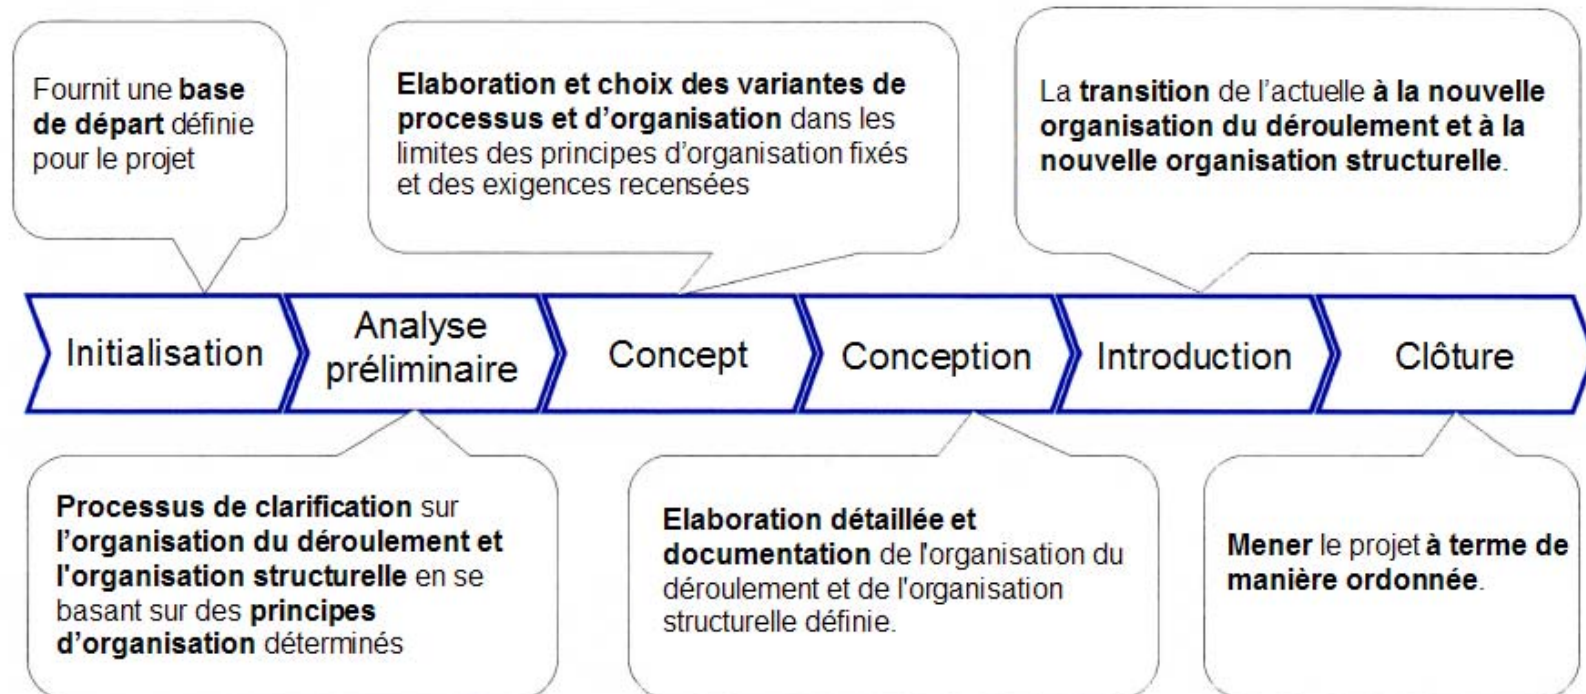 Fournit une base
de départ définie
pour le projet
Elaboration et choix des variantes de
processus et d'organisation dans les
limites des principes d'organisation fixés
et des exigences recensées
La transition de l'actuelle à la nouvelle
organisation du déroulement et à la
nouvelle organisation structurelle.
Initialisation
Analyse
préliminaire
Concept
Conception
Introduction
Clôture
Processus de clarification sur
l'organisation du déroulement et
l'organisation structurelle en se
basant sur des principes
d'organisation déterminés
Elaboration détaillée et
documentation de l'organisation du
déroulement et de l'organisation
structurelle définie.
Mener le projet à terme de
manière ordonnée.